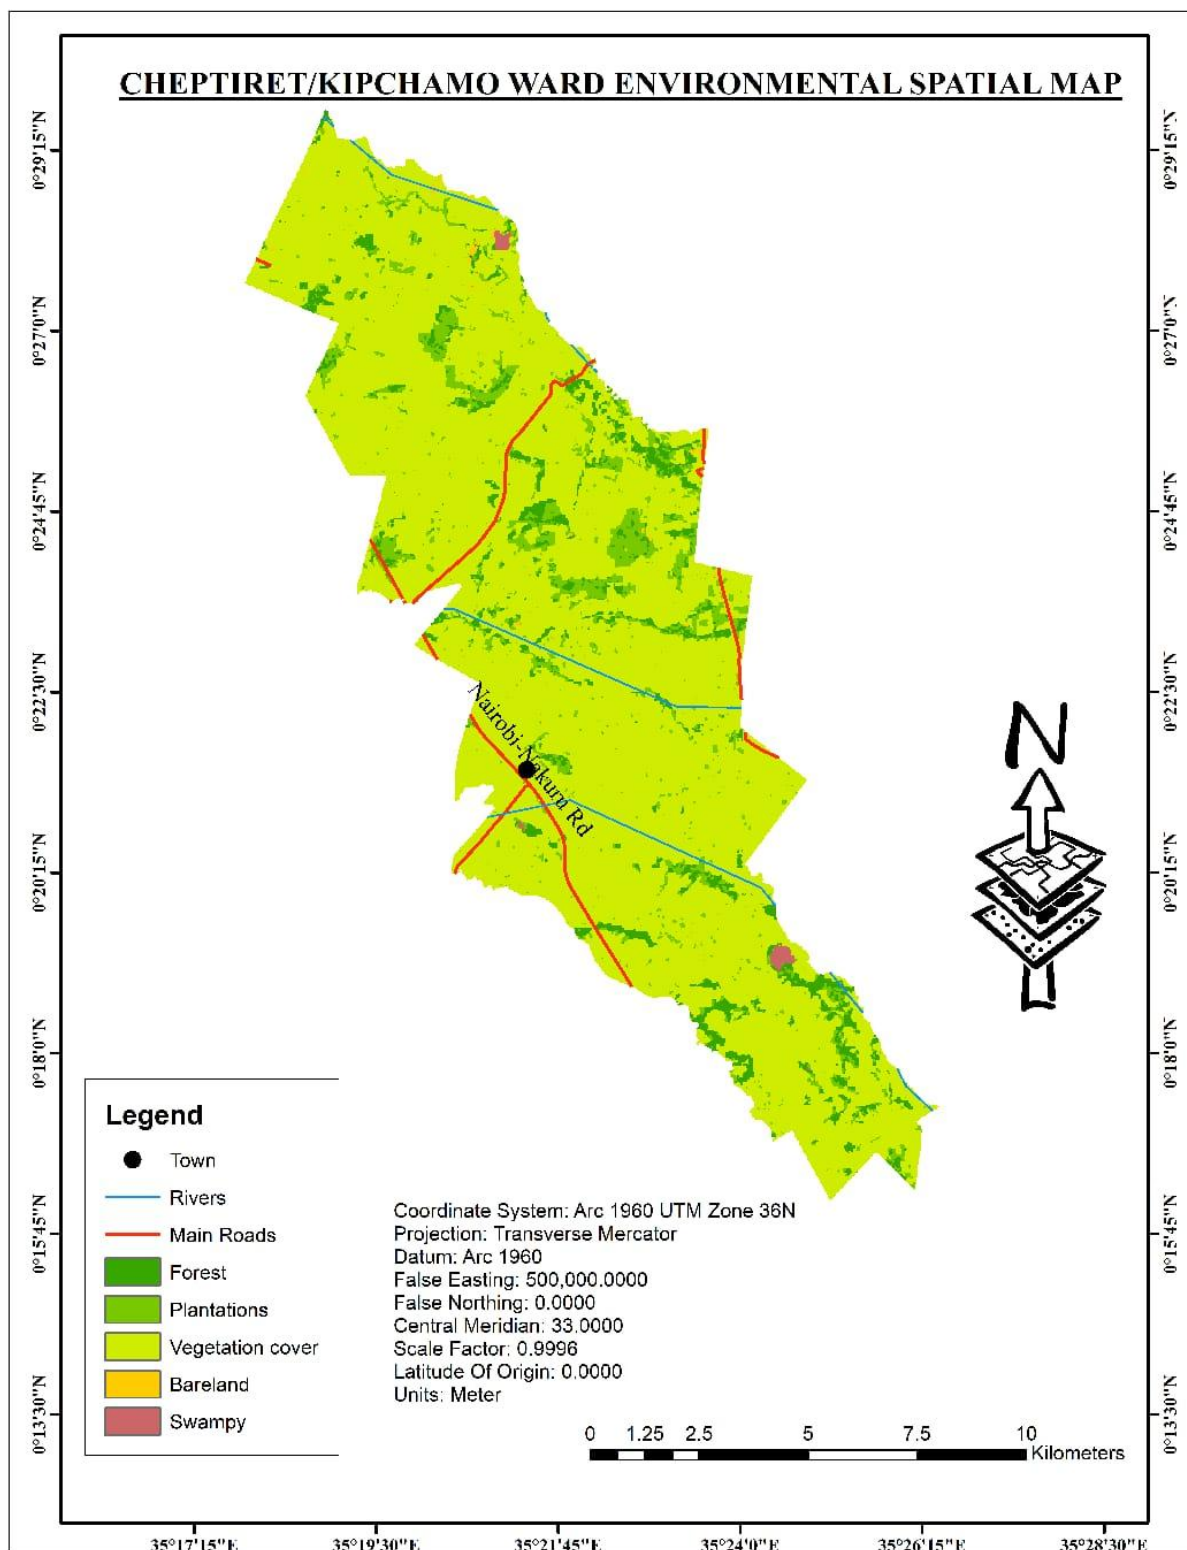 CHEPTIRET/KIPCHAMO WARD ENVIRONMENTAL SPATIAL MAP
0°29'15"N
0°29'15"N
0°27'0"N
0°27'0"N
0°24'45"N
0°24'45"N
0°22'30"N
0°22'30"N
0°20'15"N
0°20'15"N
0°18'0"N
0°18'0"N
0°15'45"N
0°15'45"N
0°13'30"N
0°13'30"N
Nairobi-Nakuru Rd
N
Legend
Town
Rivers
Main Roads
Forest
Plantations
Vegetation cover
Bareland
Swampy
Coordinate System: Arc 1960 UTM Zone 36N
Projection: Transverse Mercator
Datum: Arc 1960
False Easting: 500,000.0000
False Northing: 0.0000
Central Meridian: 33.0000
Scale Factor: 0.9996
Latitude Of Origin: 0.0000
Units: Meter
0 1.25 2.5 5 7.5 10
Kilometers
35°17'15"E 35°19'30"E 35°21'45"E 35°24'0"E 35°26'15"E 35°28'30"E